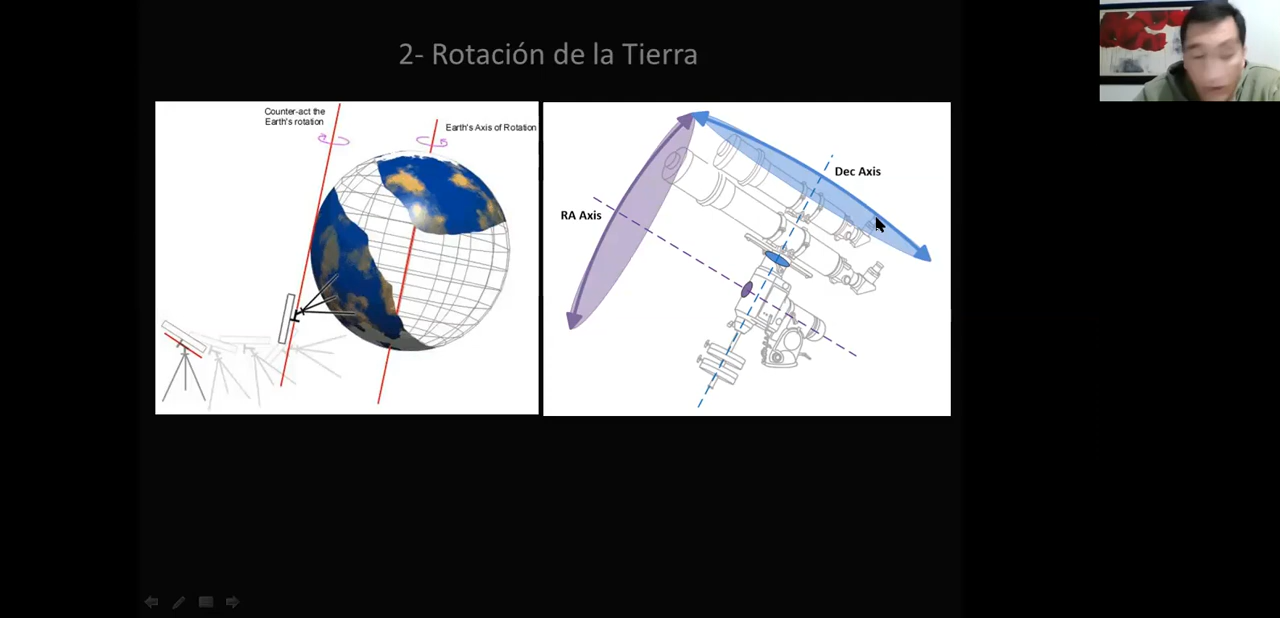 2- Rotación de la Tierra
Counter-act the
Earth's rotation
Earth's Axis of Rotation
Dec Axis
RA Axis